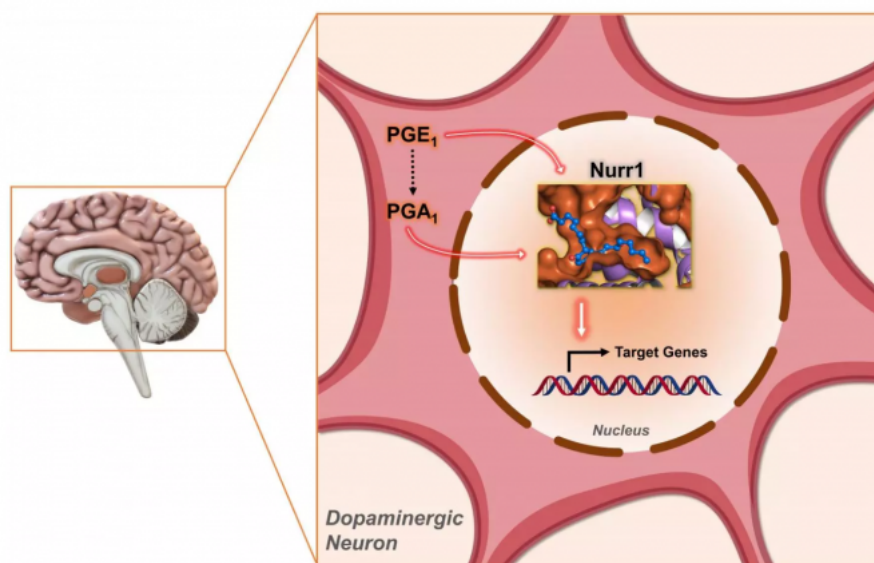 PGE₁
PGA₁
Nurr1
Target Genes
Nucleus
Dopaminergic
Neuron